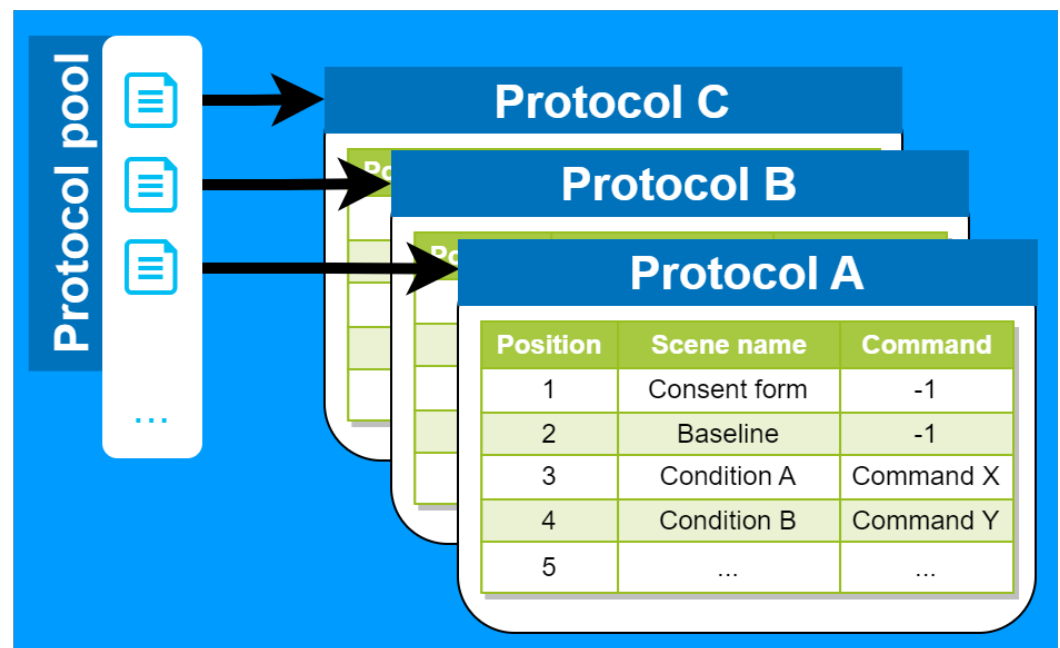 Protocol pool
...
Protocol C
Protocol B
Protocol A
Position Scene name Command
1 Consent form -1
2 Baseline -1
3 Condition A Command X
4 Condition B Command Y
5 ... ...